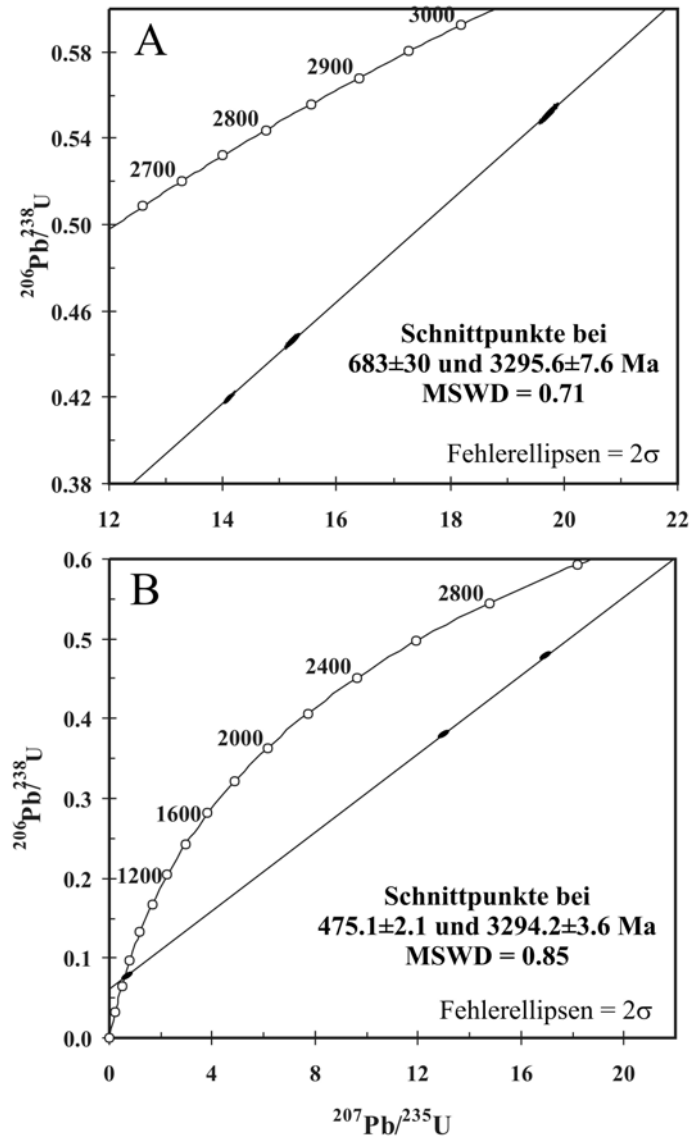 A
3000
0.58
2900
2800
0.54
2700
0.50
206Pb/238U
0.46
Schnittpunkte bei
683±30 und 3295.6±7.6 Ma
MSWD = 0.71
0.42
Fehlerellipsen = 2σ
0.38
12 14 16 18 20 22
0.6
B
2800
0.5
2400
0.4
2000
206Pb/238U
0.3
1600
0.2
1200
Schnittpunkte bei
475.1±2.1 und 3294.2±3.6 Ma
MSWD = 0.85
0.1
Fehlerellipsen = 2σ
0.0
0 4 8 12 16 20
207Pb/235U